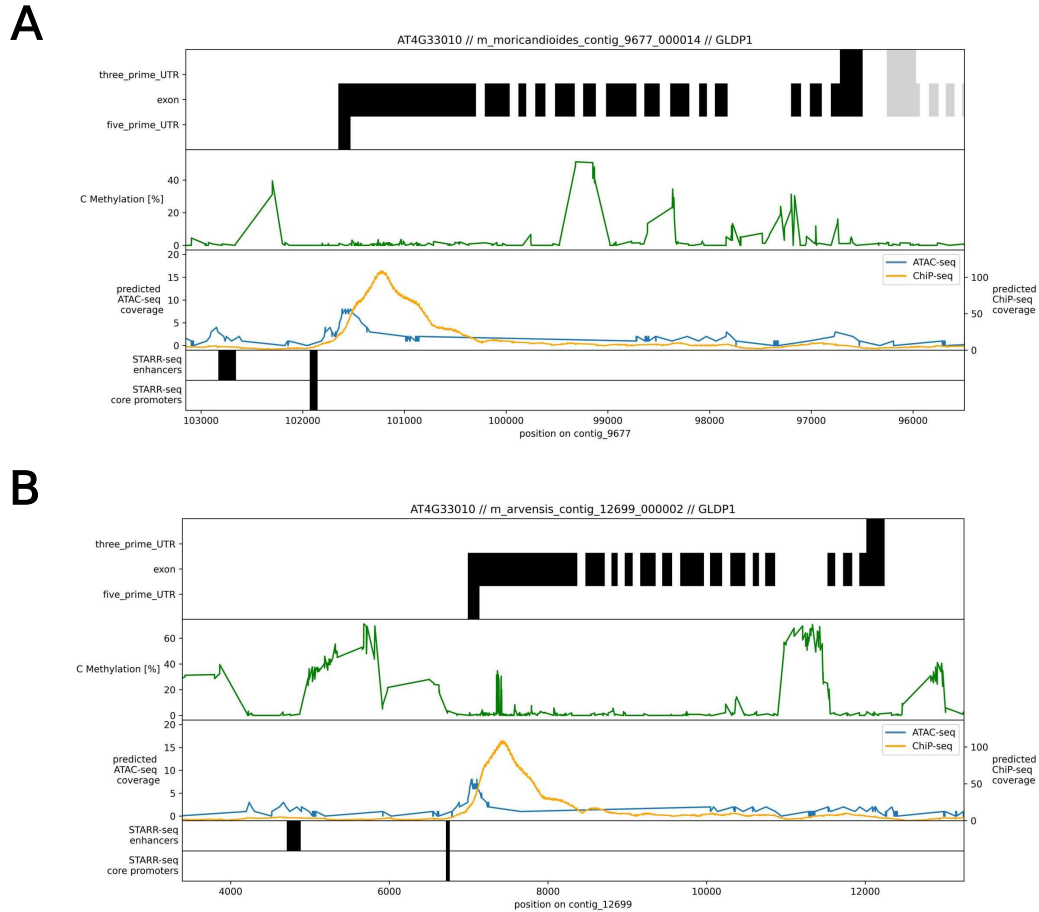 A
AT4G33010 // m_moricandioides_contig_9677_000014 // GLDP1
three_prime_UTR
exon
five_prime_UTR
C Methylation [%]
40
20
0
predicted
ATAC-seq
coverage
20
15
10
5
0
ATAC-seq
ChiP-seq
100
50
0
predicted
ChiP-seq
coverage
STARR-seq
enhancers
STARR-seq
core promoters
103000 102000 101000 100000 99000 98000 97000 96000
position on contig_9677
B
AT4G33010 // m_arvensis_contig_12699_000002 // GLDP1
three_prime_UTR
exon
five_prime_UTR
C Methylation [%]
60
40
20
0
predicted
ATAC-seq
coverage
20
15
10
5
0
ATAC-seq
ChiP-seq
100
50
0
predicted
ChiP-seq
coverage
STARR-seq
enhancers
STARR-seq
core promoters
4000 6000 8000 10000 12000
position on contig_12699